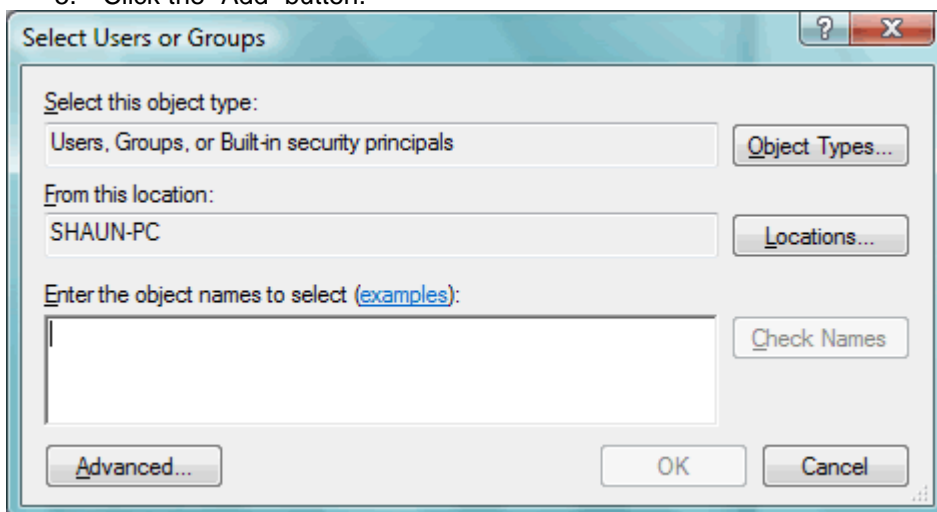 Click the "Add" button.
Select Users or Groups
Select this object type:
Users, Groups, or Built-in security principals
Object Types...
From this location:
SHAUN-PC
Locations...
Enter the object names to select (examples):
Check Names
Advanced...
OK
Cancel